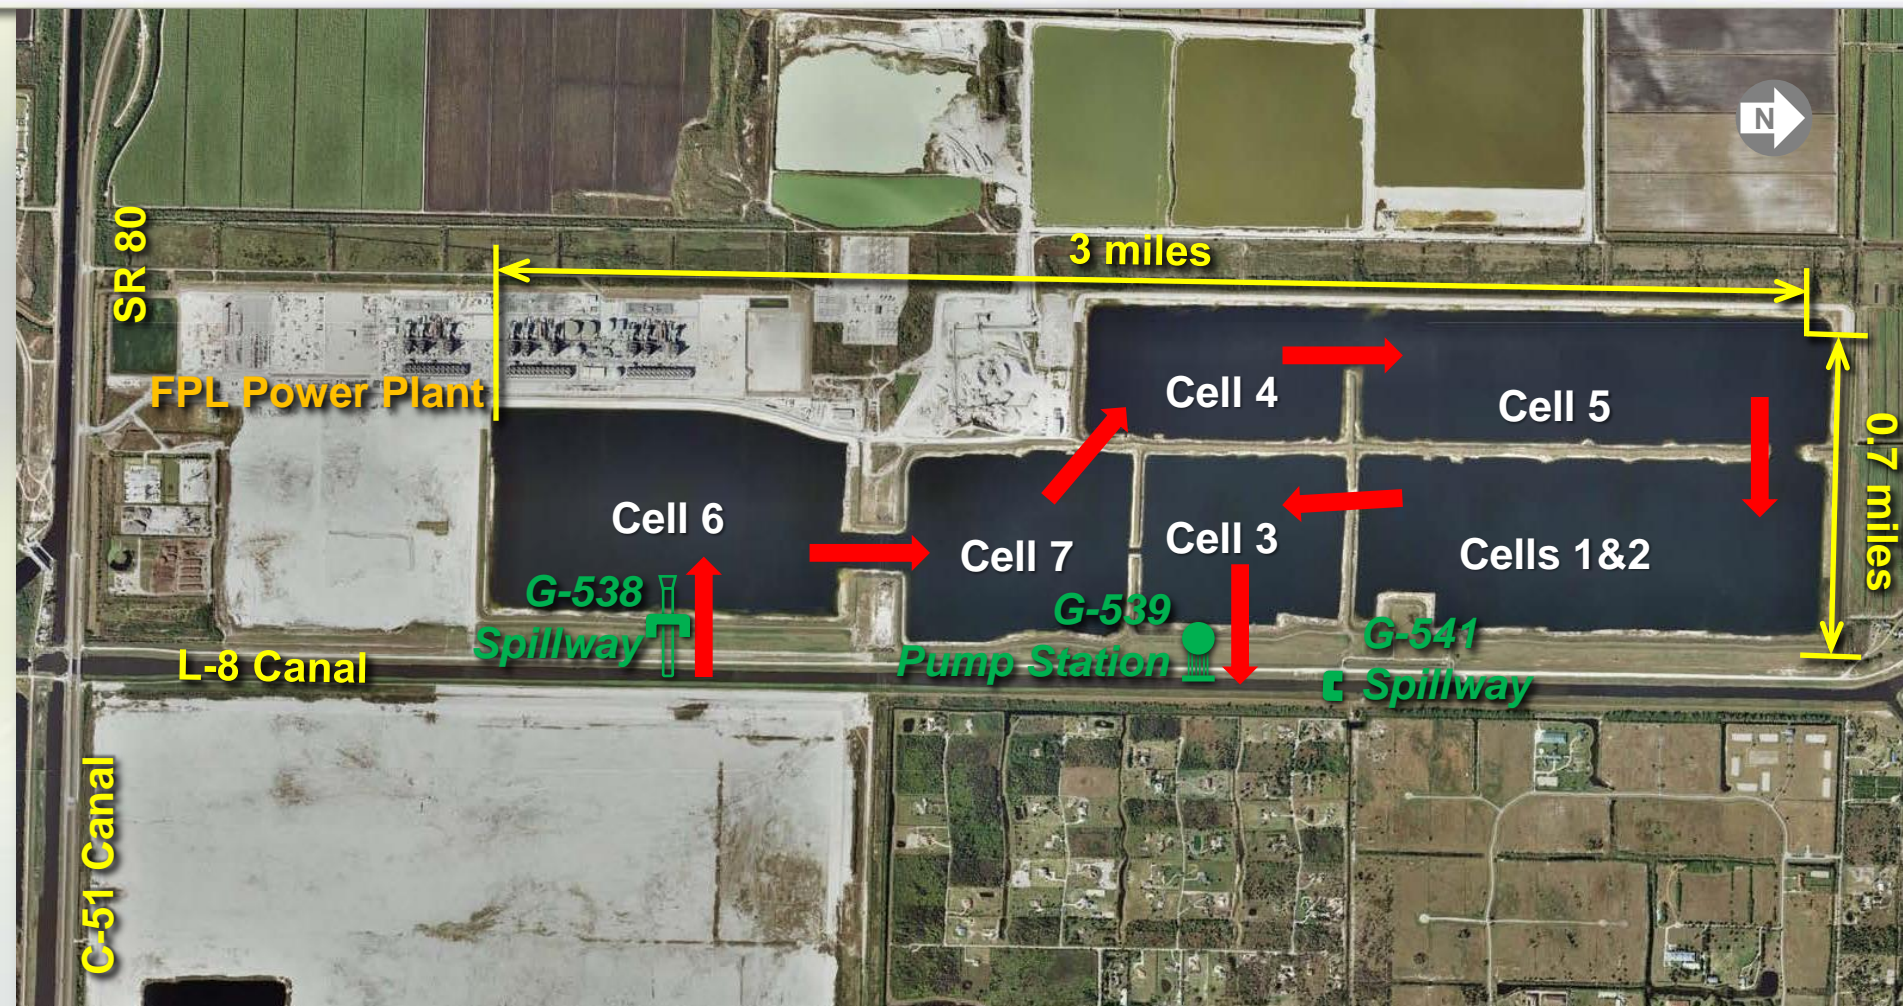 N
SR 80
3 miles
FPL Power Plant
Cell 4
Cell 5
0.7 miles
Cell 6
Cell 7
Cell 3
Cells 1&2
G-538
Spillway
G-539
Pump Station
G-541
Spillway
L-8 Canal
C-51 Canal